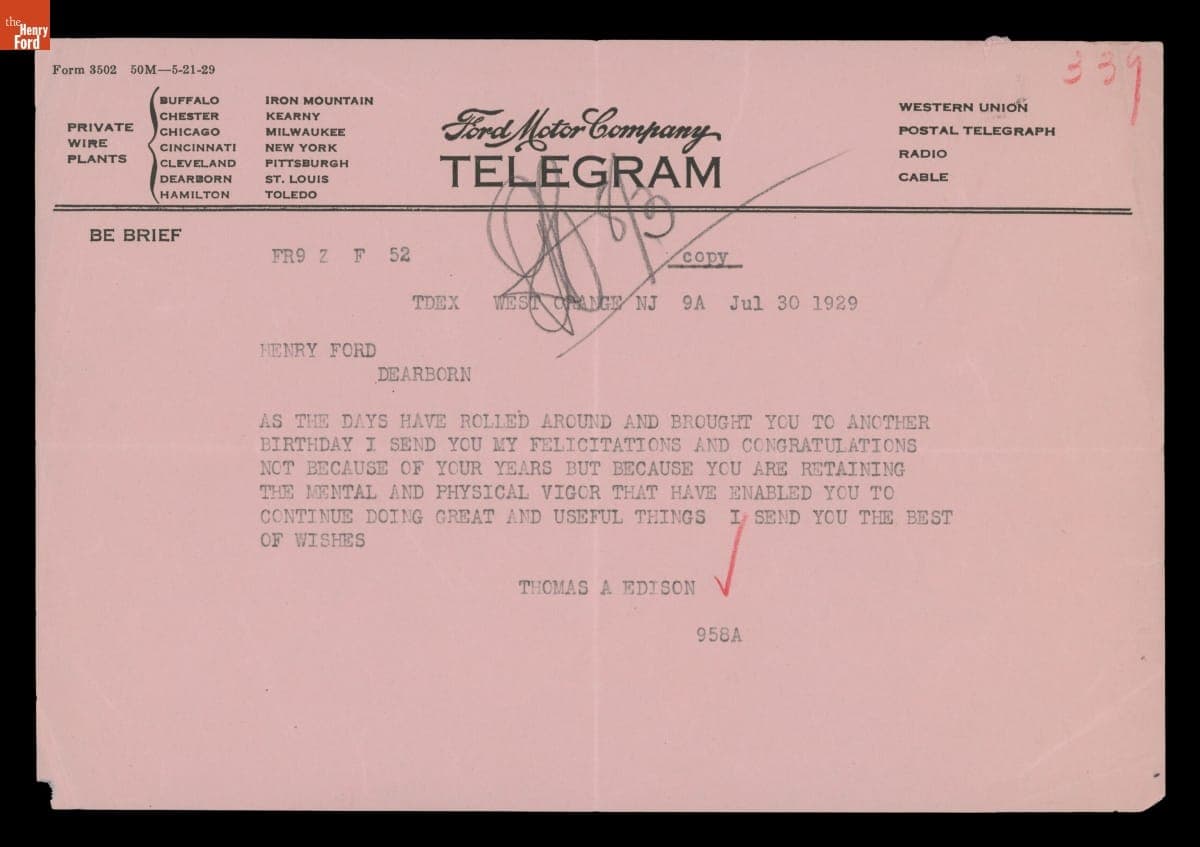 the
Henry
Ford
Form 3502 50M—5-21-29
339
PRIVATE
WIRE
PLANTS
BUFFALO
CHESTER
CHICAGO
CINCINNATI
CLEVELAND
DEARBORN
HAMILTON
IRON MOUNTAIN
KEARNY
MILWAUKEE
NEW YORK
PITTSBURGH
ST. LOUIS
TOLEDO
Ford Motor Company
TELEGRAM
WESTERN UNION
POSTAL TELEGRAPH
RADIO
CABLE
BE BRIEF
8/3
FR9 Z F 52
copy
TDEX WEST ORANGE NJ 9A Jul 30 1929
HENRY FORD
DEARBORN
AS THE DAYS HAVE ROLLED AROUND AND BROUGHT YOU TO ANOTHER
BIRTHDAY I SEND YOU MY FELICITATIONS AND CONGRATULATIONS
NOT BECAUSE OF YOUR YEARS BUT BECAUSE YOU ARE RETAINING
THE MENTAL AND PHYSICAL VIGOR THAT HAVE ENABLED YOU TO
CONTINUE DOING GREAT AND USEFUL THINGS I SEND YOU THE BEST
OF WISHES
THOMAS A EDISON
958A